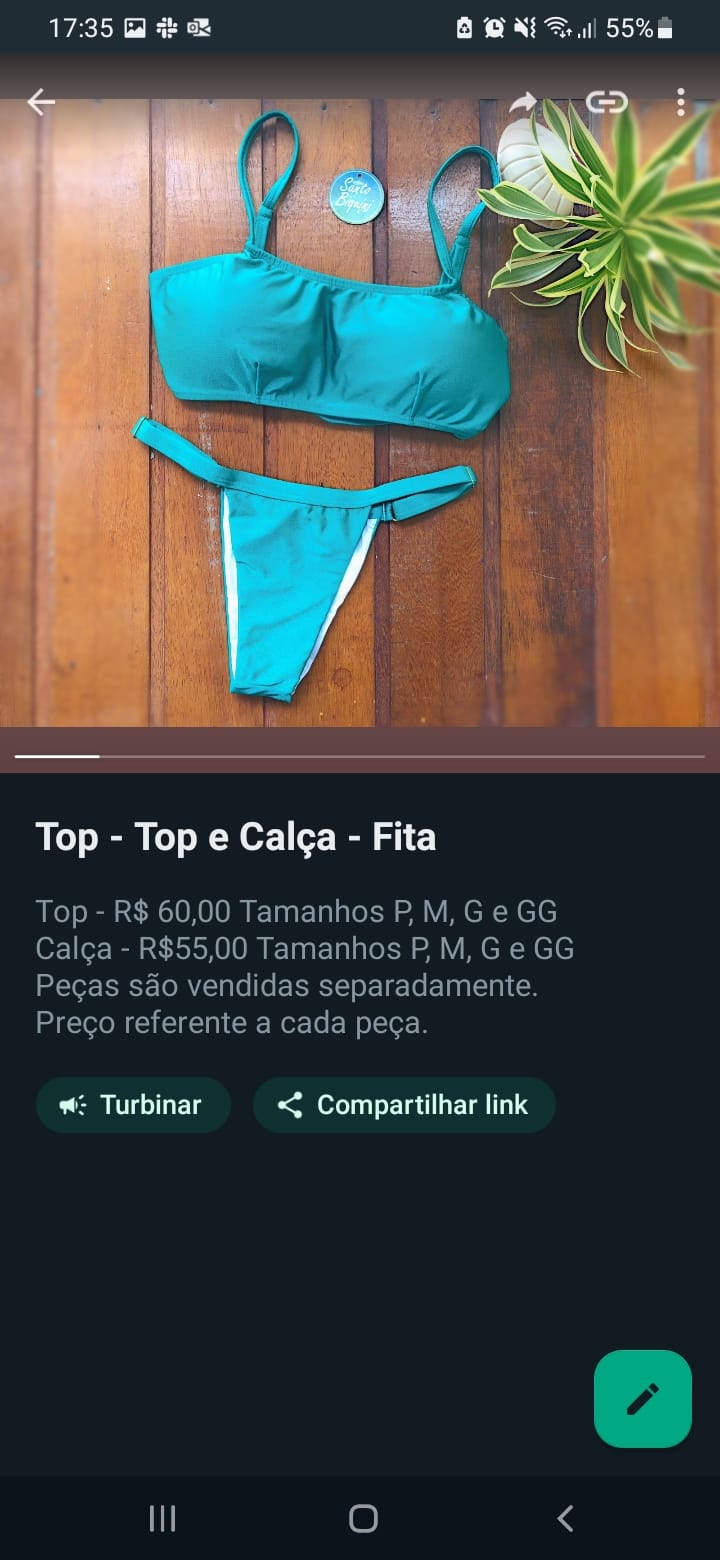 17:35
55%
Santo
Biquíni
Top - Top e Calça - Fita
Top - R$ 60,00 Tamanhos P, M, G e GG
Calça - R$55,00 Tamanhos P, M, G e GG
Peças são vendidas separadamente.
Preço referente a cada peça.
Turbinar
Compartilhar link